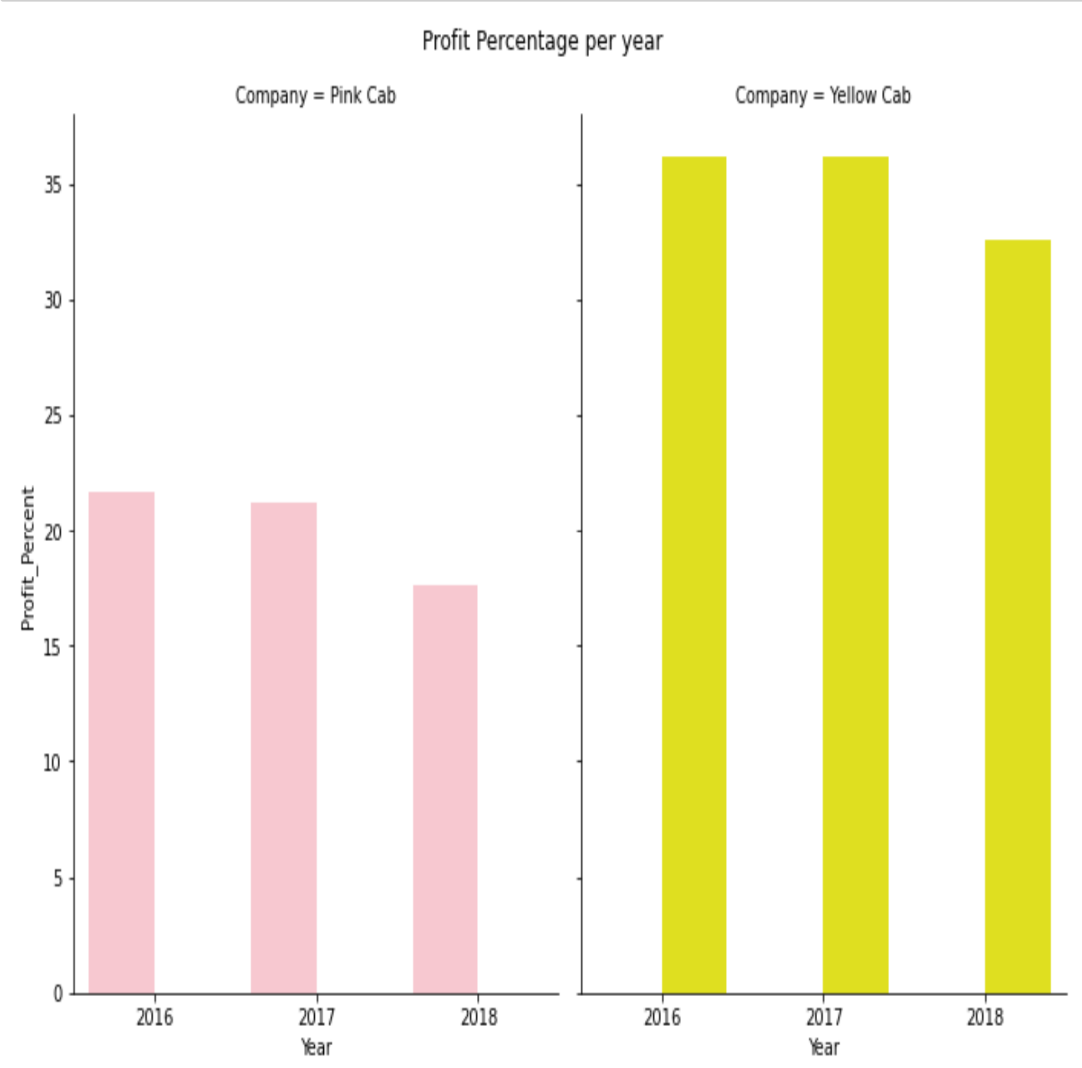 Profit Percentage per year
Company = Pink Cab
Company = Yellow Cab
35
30
25
20
15
10
5
0
Profit_Percent
2016 2017 2018
Year
2016 2017 2018
Year